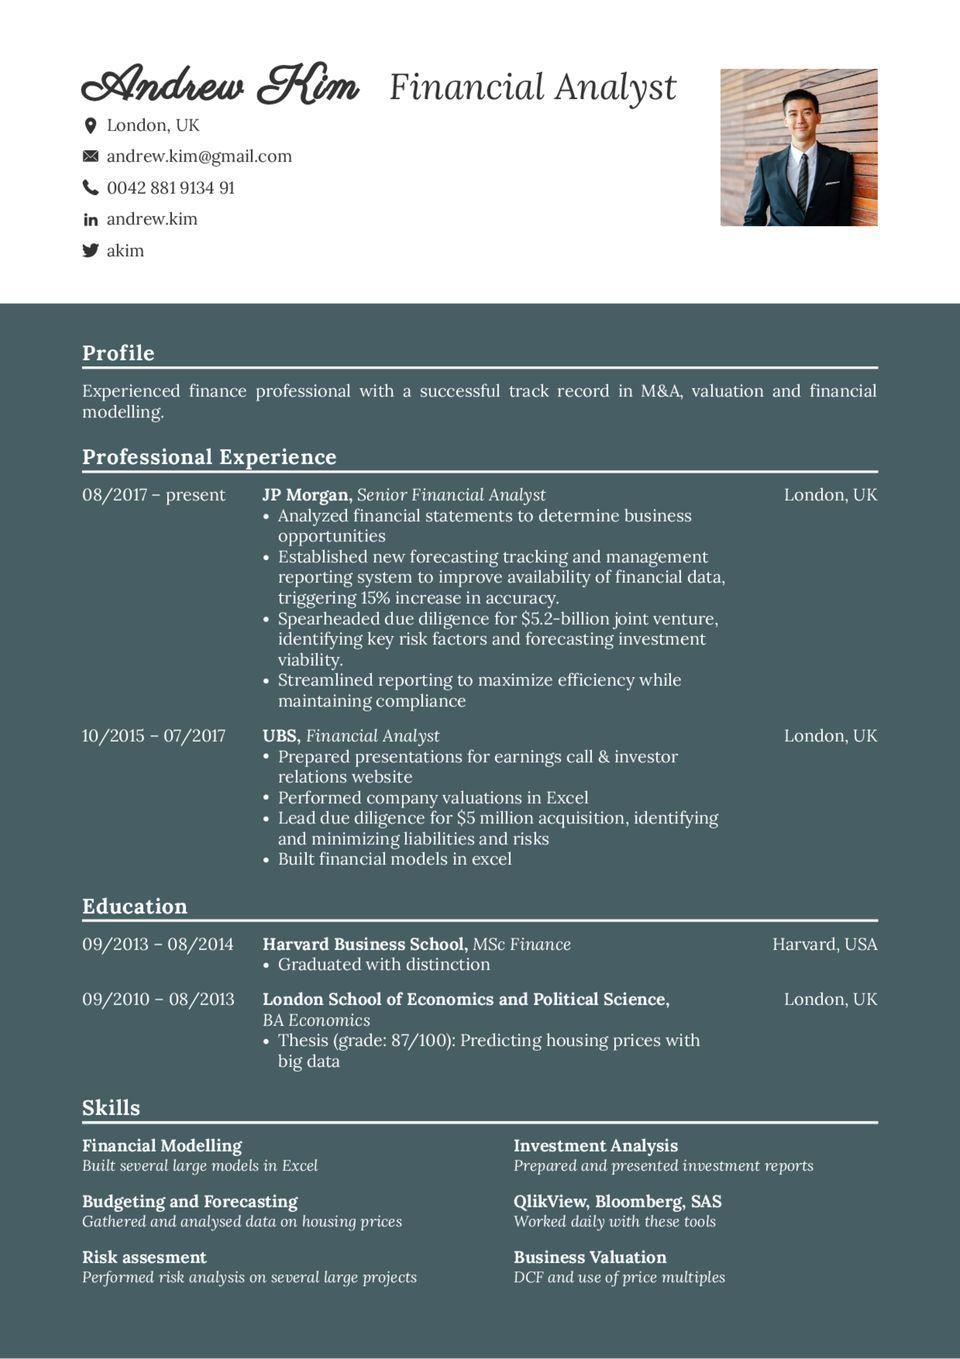 Andrew Kim Financial Analyst
London, UK
andrew.kim@gmail.com
0042 881 9134 91
andrew.kim
akim
Profile
Experienced finance professional with a successful track record in M&A, valuation and financial
modelling.
Professional Experience
08/2017 – present JP Morgan, Senior Financial Analyst London, UK
• Analyzed financial statements to determine business
opportunities
• Established new forecasting tracking and management
reporting system to improve availability of financial data,
triggering 15% increase in accuracy.
• Spearheaded due diligence for $5.2-billion joint venture,
identifying key risk factors and forecasting investment
viability.
• Streamlined reporting to maximize efficiency while
maintaining compliance
10/2015 – 07/2017 UBS, Financial Analyst London, UK
• Prepared presentations for earnings call & investor
relations website
• Performed company valuations in Excel
• Lead due diligence for $5 million acquisition, identifying
and minimizing liabilities and risks
• Built financial models in excel
Education
09/2013 – 08/2014 Harvard Business School, MSc Finance Harvard, USA
• Graduated with distinction
09/2010 – 08/2013 London School of Economics and Political Science, London, UK
BA Economics
• Thesis (grade: 87/100): Predicting housing prices with
big data
Skills
Financial Modelling
Built several large models in Excel
Investment Analysis
Prepared and presented investment reports
Budgeting and Forecasting
Gathered and analysed data on housing prices
QlikView, Bloomberg, SAS
Worked daily with these tools
Risk assesment
Performed risk analysis on several large projects
Business Valuation
DCF and use of price multiples